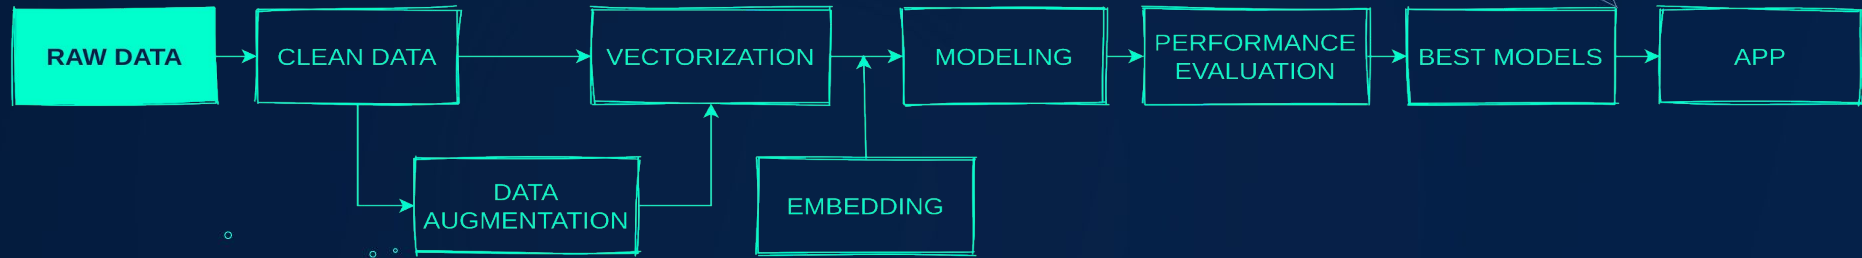 RAW DATA
CLEAN DATA
VECTORIZATION
MODELING
PERFORMANCE
EVALUATION
BEST MODELS
APP
DATA
AUGMENTATION
EMBEDDING